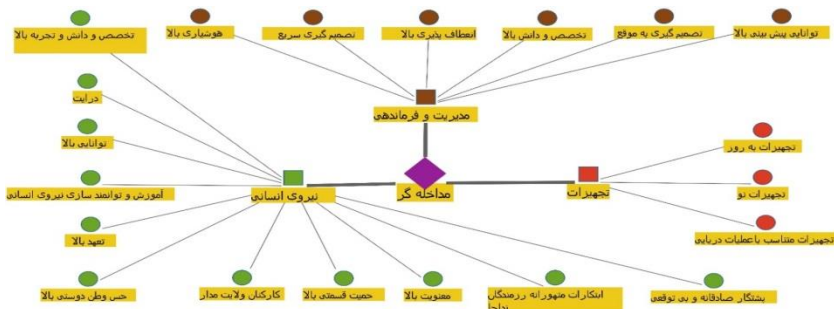 تخصص و دانش و تجربه بالا
هوشیاری بالا
تصمیم گیری سریع
انعطاف پذیری بالا
تخصص و دانش بالا
تصمیم گیری به موقع
توانایی پیش بینی بالا
درایت
مدیریت و فرماندهی
توانایی بالا
تجهیزات به روز
آموزش و توانمند سازی نیروی انسانی
نیروی انسانی
مداخله گر
تجهیزات
تجهیزات نو
تعهد بالا
تجهیزات متناسب با عملیات دریایی
حس وطن دوستی بالا
کارکنان ولایت مدار
حمیت قسمتی بالا
معنویت بالا
ابتکارات متهورانه رزمندگان
نداجا
پشتکار صادقانه و بی توقعی